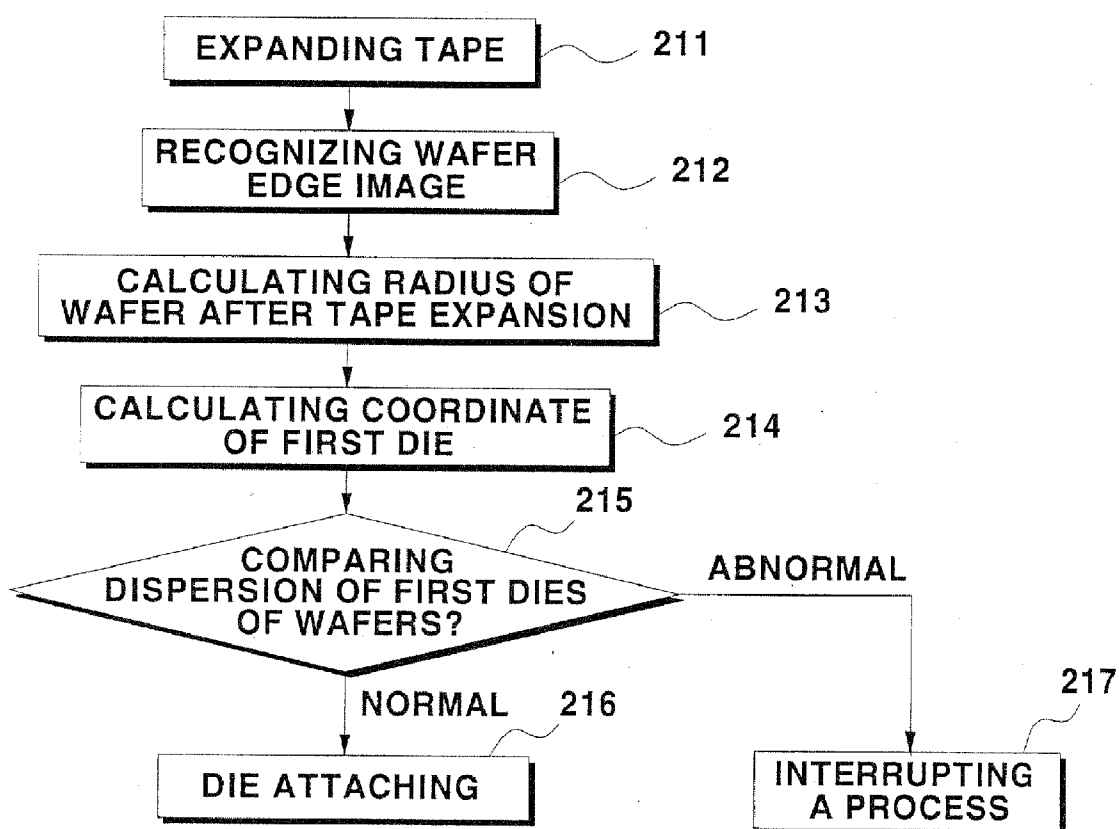 EXPANDING TAPE
211
RECOGNIZING WAFER
EDGE IMAGE
212
CALCULATING RADIUS OF
WAFER AFTER TAPE EXPANSION
213
CALCULATING COORDINATE
OF FIRST DIE
214
215
COMPARING
DISPERSION OF FIRST DIES
OF WAFERS?
ABNORMAL
NORMAL
216
217
DIE ATTACHING
INTERRUPTING
A PROCESS